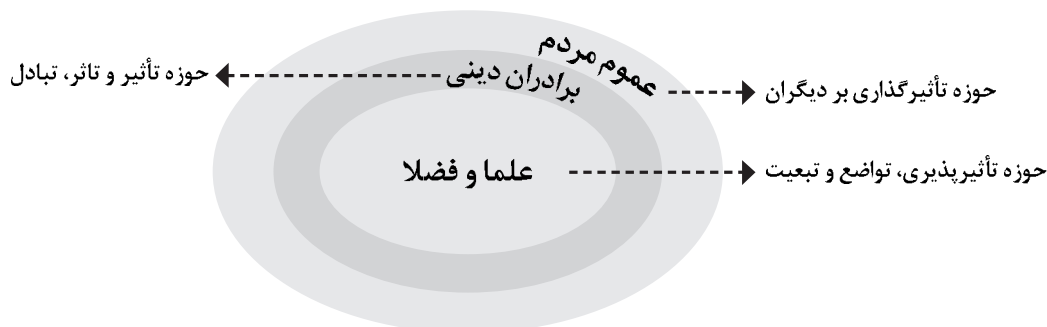 عموم مردم
برادران دینی
حوزه تأثیر و تاثر، تبادل
حوزه تأثیرگذاری بر دیگران
علما و فضلا
حوزه تأثیرپذیری، تواضع و تبعیت